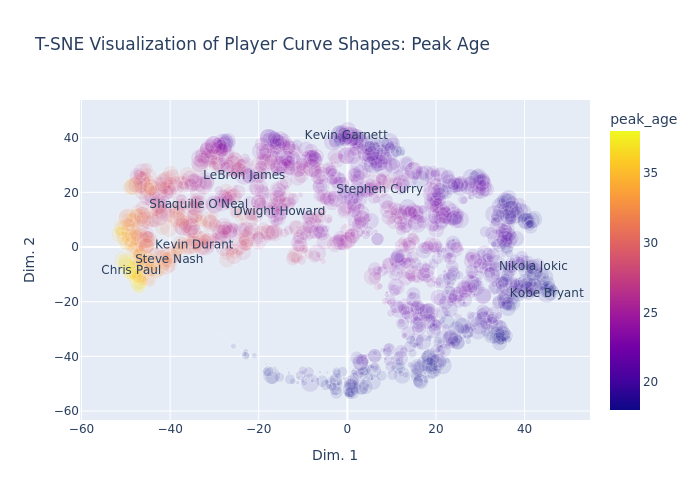 T-SNE Visualization of Player Curve Shapes: Peak Age
peak_age
Kevin Garnett
LeBron James
Stephen Curry
Shaquille O'Neal
Dwight Howard
Kevin Durant
Steve Nash
Chris Paul
Nikola Jokic
Kobe Bryant
40
20
0
−20
−40
−60
Dim. 2
−60 −40 −20 0 20 40
Dim. 1
35
30
25
20